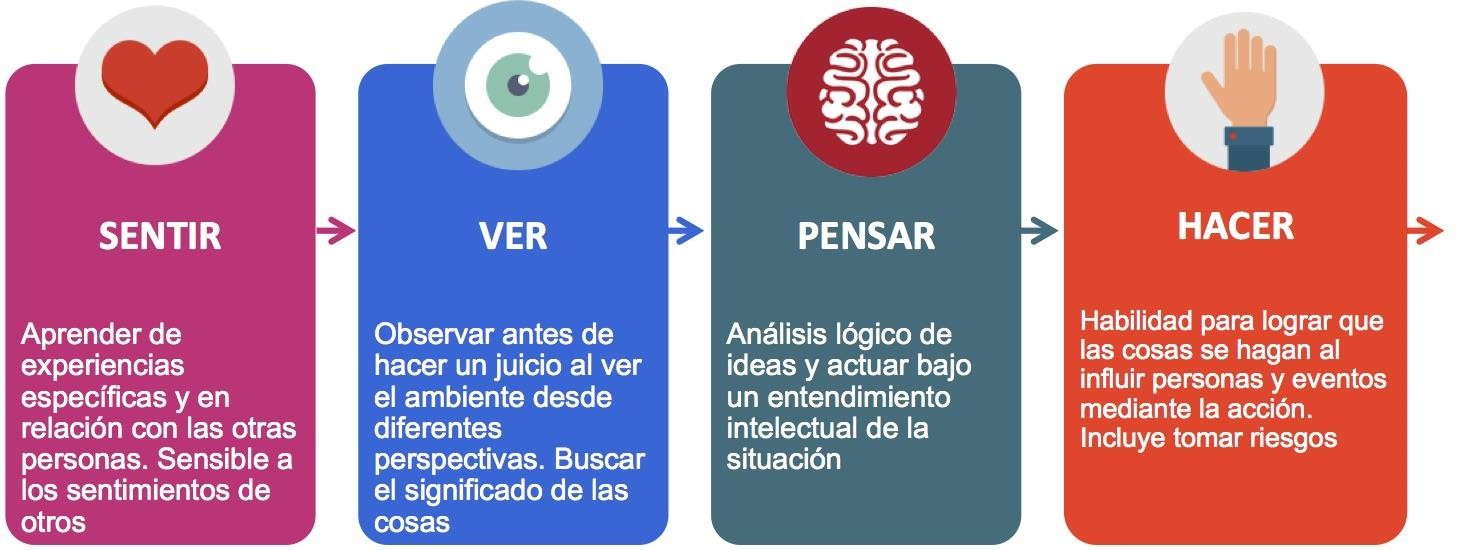 SENTIR
Aprender de
experiencias
específicas y en
relación con las otras
personas. Sensible a
los sentimientos de
otros
VER
Observar antes de
hacer un juicio al ver
el ambiente desde
diferentes
perspectivas. Buscar
el significado de las
cosas
PENSAR
Análisis lógico de
ideas y actuar bajo
un entendimiento
intelectual de la
situación
HACER
Habilidad para lograr que
las cosas se hagan al
influir personas y eventos
mediante la acción.
Incluye tomar riesgos